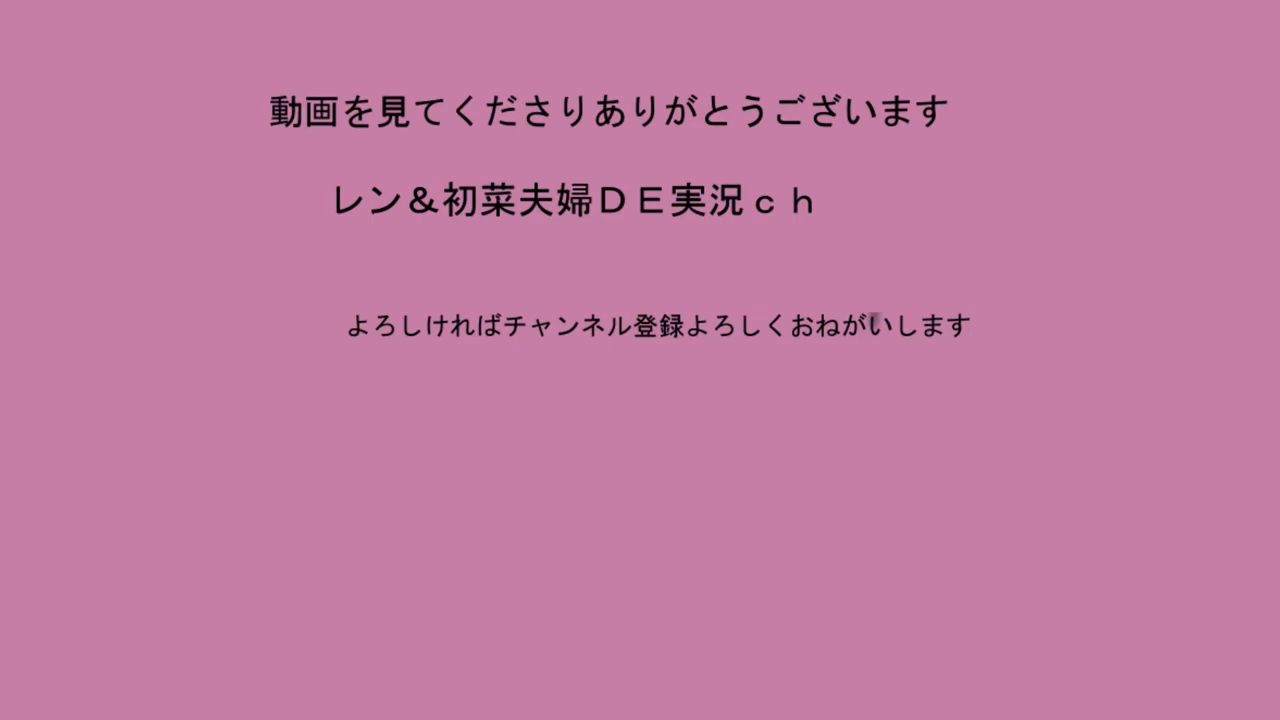 動画を見てくださりありがとうございます
レン＆初菜夫婦ＤＥ実況ｃｈ
よろしければチャンネル登録よろしくおねがいします